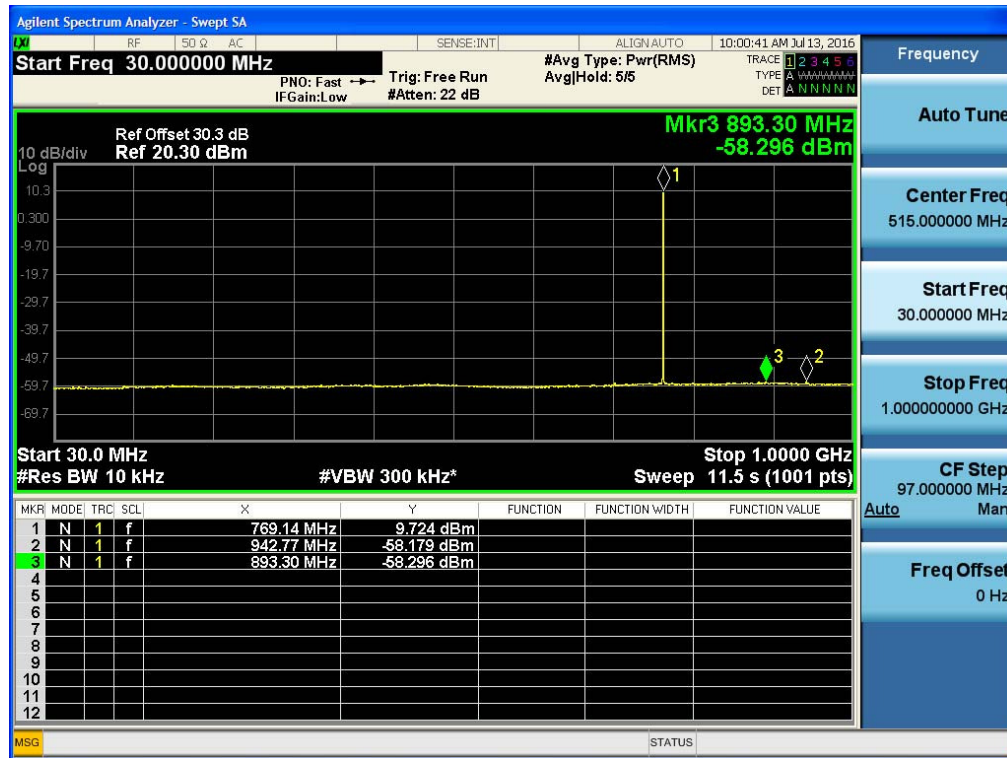 Agilent Spectrum Analyzer - Swept SA
LXI RF 50 Ω AC SENSE:INT ALIGN AUTO 10:00:41 AM Jul 13, 2016
Start Freq 30.000000 MHz
PNO: Fast
IFGain:Low
Trig: Free Run
#Atten: 22 dB
#Avg Type: Pwr(RMS)
Avg|Hold: 5/5
TRACE 1 2 3 4 5 6
TYPE A WWWWW
DET A N N N N N
Ref Offset 30.3 dB
10 dB/div Ref 20.30 dBm
Log
Mkr3 893.30 MHz
-58.296 dBm
10.3
0.300
-9.70
-19.7
-29.7
-39.7
-49.7
-59.7
-69.7
1
3
2
Start 30.0 MHz Stop 1.0000 GHz
#Res BW 10 kHz #VBW 300 kHz* Sweep 11.5 s (1001 pts)
MKR MODE TRC SCL X Y FUNCTION FUNCTION WIDTH FUNCTION VALUE
1 N 1 f 769.14 MHz 9.724 dBm
2 N 1 f 942.77 MHz -58.179 dBm
3 N 1 f 893.30 MHz -58.296 dBm
4
5
6
7
8
9
10
11
12
MSG STATUS
Frequency
Auto Tune
Center Freq
515.000000 MHz
Start Freq
30.000000 MHz
Stop Freq
1.000000000 GHz
CF Step
97.000000 MHz
Auto Man
Freq Offset
0 Hz